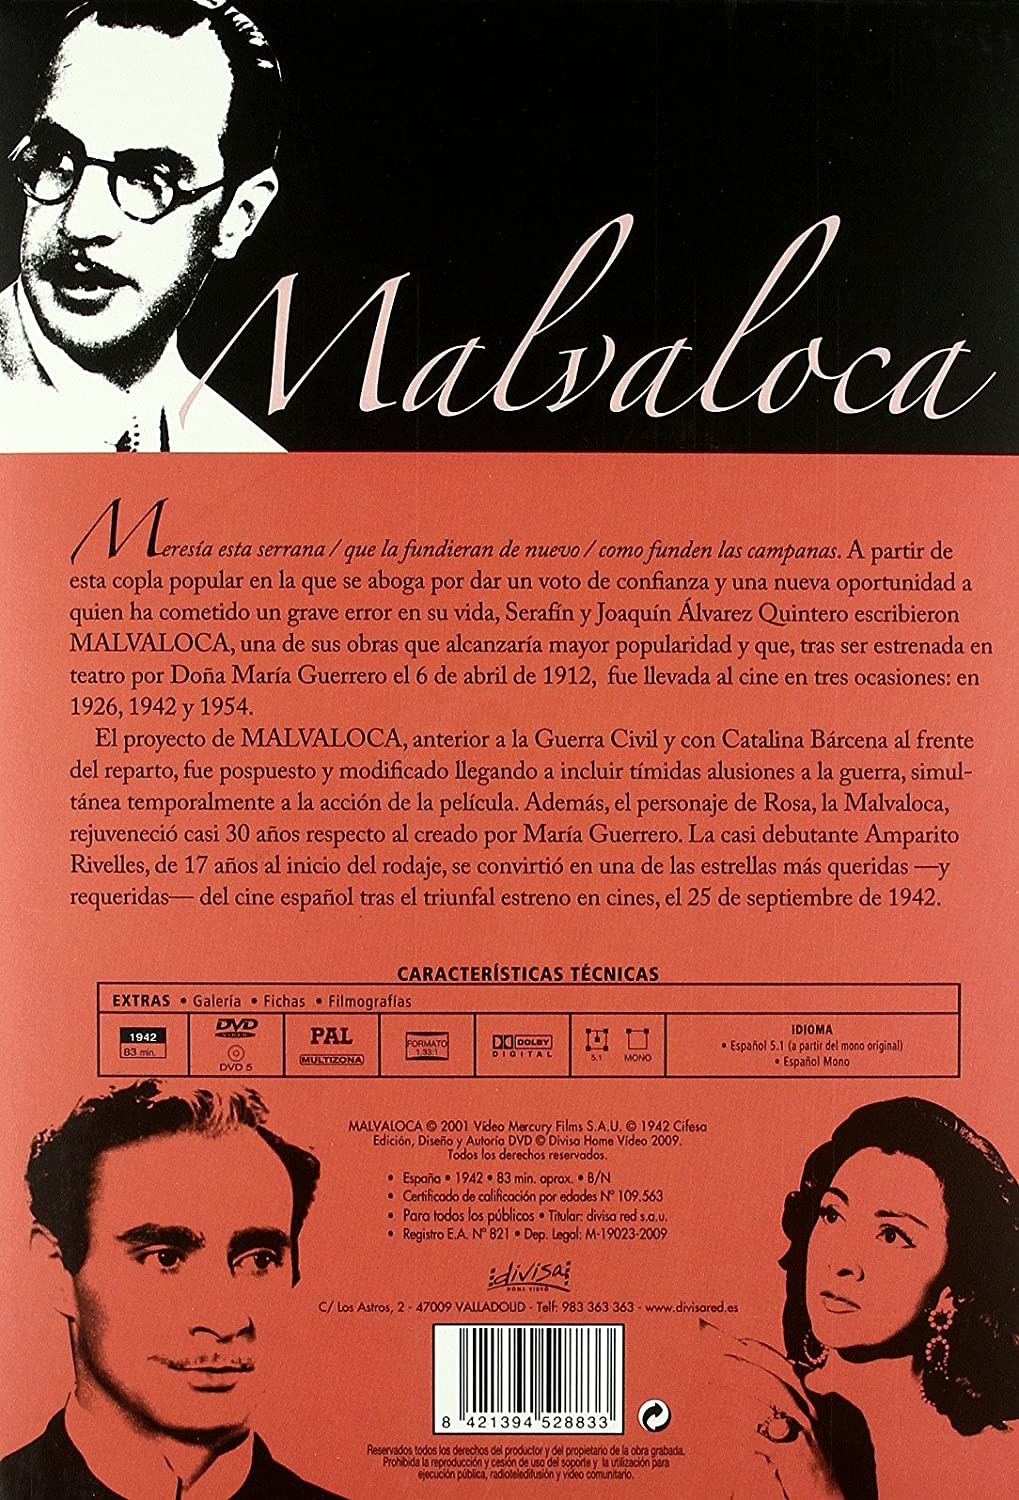 Malvaloca
Meresía esta serrana / que la fundieran de nuevo / como funden las campanas. A partir de
esta copla popular en la que se aboga por dar un voto de confianza y una nueva oportunidad a
quien ha cometido un grave error en su vida, Serafín y Joaquín Álvarez Quintero escribieron
MALVALOCA, una de sus obras que alcanzaría mayor popularidad y que, tras ser estrenada en
teatro por Doña María Guerrero el 6 de abril de 1912, fue llevada al cine en tres ocasiones: en
1926, 1942 y 1954.
El proyecto de MALVALOCA, anterior a la Guerra Civil y con Catalina Bárcena al frente
del reparto, fue pospuesto y modificado llegando a incluir tímidas alusiones a la guerra, simul-
tánea temporalmente a la acción de la película. Además, el personaje de Rosa, la Malvaloca,
rejuveneció casi 30 años respecto al creado por María Guerrero. La casi debutante Amparito
Rivelles, de 17 años al inicio del rodaje, se convirtió en una de las estrellas más queridas —y
requeridas— del cine español tras el triunfal estreno en cines, el 25 de septiembre de 1942.
CARACTERÍSTICAS TÉCNICAS
EXTRAS • Galería • Fichas • Filmografías
1942
83 min.
DVD
VIDEO
DVD 5
PAL
MULTIZONA
FORMATO
1.33:1
DOLBY
DIGITAL
5.1
MONO
IDIOMA
• Español 5.1 (a partir del mono original)
• Español Mono
MALVALOCA © 2001 Vídeo Mercury Films S.A.U. © 1942 Cifesa
Edición, Diseño y Autoría DVD © Divisa Home Vídeo 2009.
Todos los derechos reservados.
• España • 1942 • 83 min. aprox. • B/N
• Certificado de calificación por edades Nº 109.563
• Para todos los públicos • Titular: divisa red s.a.u.
• Registro E.A. Nº 821 • Dep. Legal: M-19023-2009
divisa
HOME VIDEO
C/ Los Astros, 2 - 47009 VALLADOLID - Telf: 983 363 363 - www.divisared.es
8 421394 528833
Reservados todos los derechos del productor y del propietario de la obra grabada.
Prohibida la reproducción y cesión de uso del soporte y la utilización para
ejecución pública, radioteledifusión y vídeo comunitario.